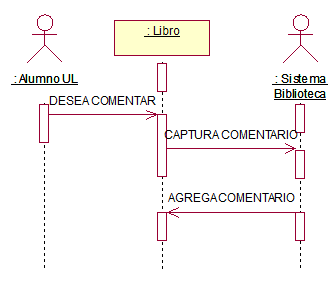 : Alumno UL
: Libro
: Sistema
Biblioteca
DESEA COMENTAR
CAPTURA COMENTARIO
AGREGA COMENTARIO